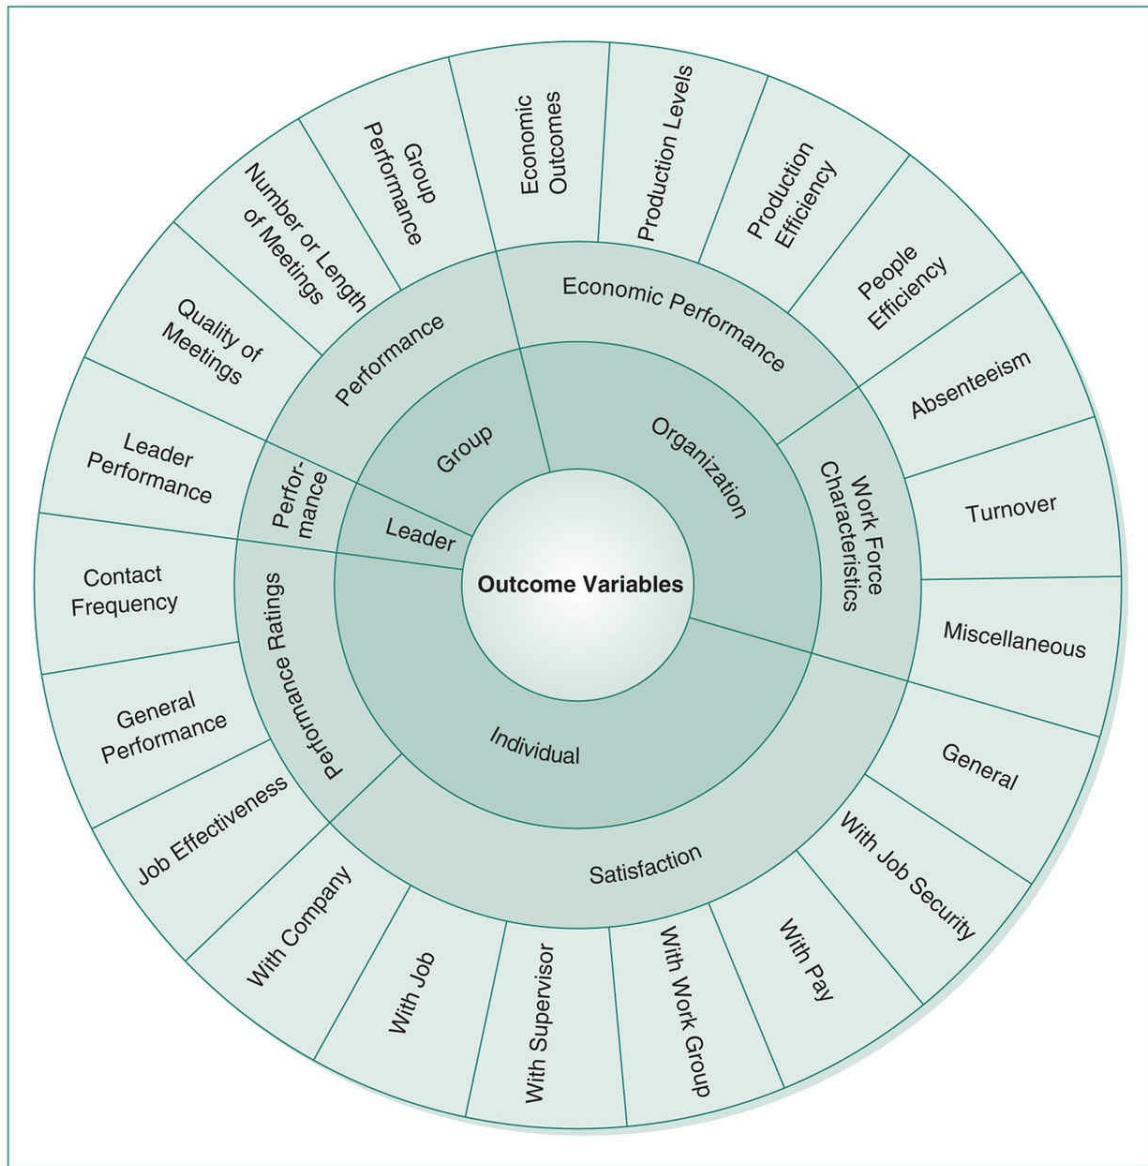 Outcome Variables
Organization
Individual
Leader
Group
Economic Performance
Work Force
Characteristics
Satisfaction
Performance Ratings
Perfor-
mance
Performance
Economic
Outcomes
Production Levels
Production
Efficiency
People
Efficiency
Absenteeism
Turnover
Miscellaneous
General
With Job Security
With Pay
With Work Group
With Supervisor
With Job
With Company
Job Effectiveness
General
Performance
Contact
Frequency
Leader
Performance
Quality of
Meetings
Number or Length
of Meetings
Group
Performance